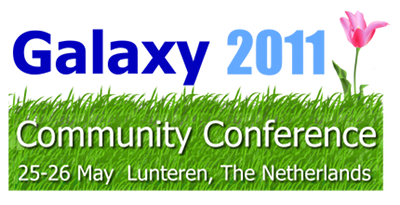 Galaxy 2011
Community Conference
25-26 May Lunteren, The Netherlands